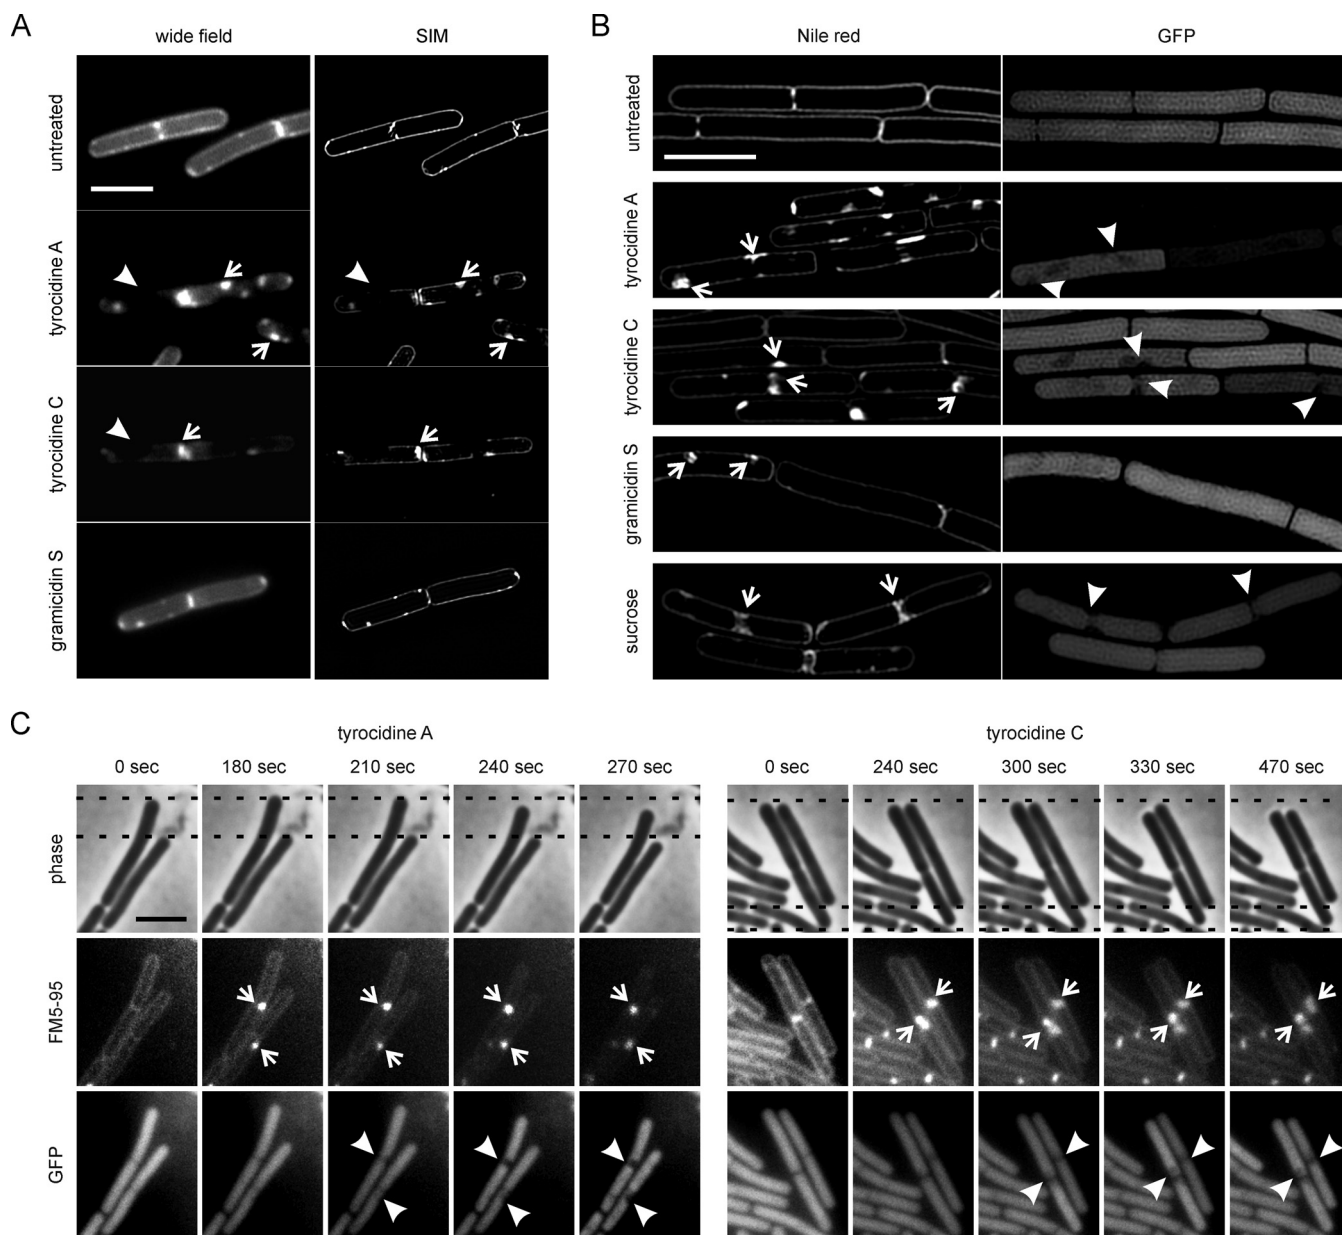 A
wide field
SIM
untreated
tyrocidine A
tyrocidine C
gramicidin S
B
Nile red
GFP
untreated
tyrocidine A
tyrocidine C
gramicidin S
sucrose
C
tyrocidine A
0 sec
180 sec
210 sec
240 sec
270 sec
tyrocidine C
0 sec
240 sec
300 sec
330 sec
470 sec
phase
FM5-95
GFP